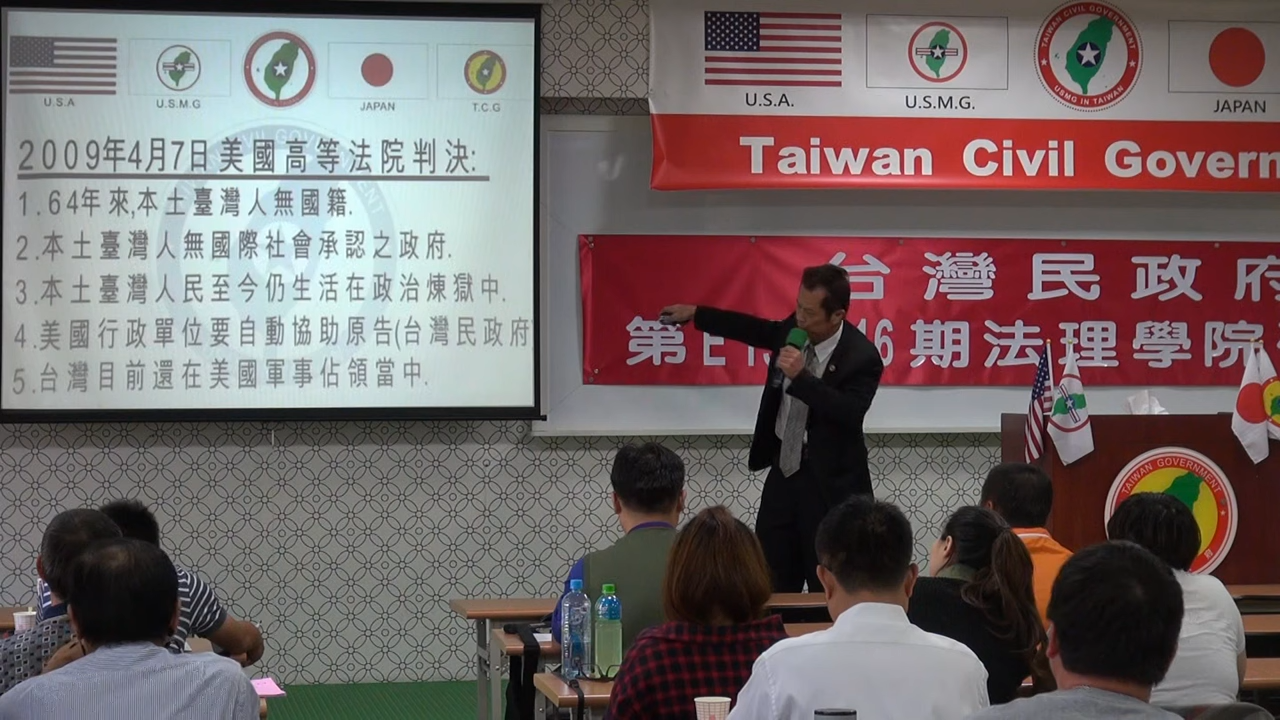 U.S.A
U.S.M.G
JAPAN
T.C.G
2009年4月7日美國高等法院判決:
1.64年來,本土臺灣人無國籍.
2.本土臺灣人無國際社會承認之政府.
3.本土臺灣人民至今仍生活在政治煉獄中.
4.美國行政單位要自動協助原告(台灣民政府
5.台灣目前還在美國軍事佔領當中.
U.S.A.
U.S.M.G.
TAIWAN CIVIL GOVERNMENT
USMG IN TAIWAN
JAPAN
Taiwan Civil Govern
台灣民政府
第E1 16期法理學院
TAIWAN GOVERNMENT